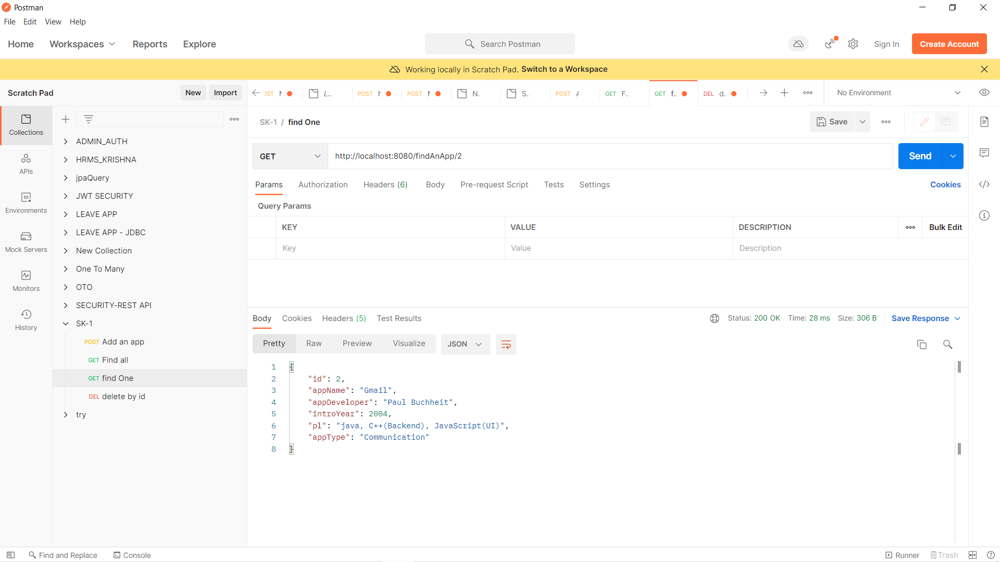 Postman
File Edit View Help
Home Workspaces Reports Explore Search Postman Sign In Create Account
Working locally in Scratch Pad. Switch to a Workspace
Scratch Pad New Import
OST L.. POST POST N. S.. POST GET F. GET f.. DEL d. No Environment
Collections
APIs
Environments
Mock Servers
Monitors
History
ADMIN_AUTH
HRMS_KRISHNA
jpaQuery
JWT SECURITY
LEAVE APP
LEAVE APP - JDBC
New Collection
One To Many
OTO
SECURITY-REST API
SK-1
POST Add an app
GET Find all
GET find One
DEL delete by id
try
SK-1 / find One Save
GET http://localhost:8080/findAnApp/2 Send
Params Authorization Headers (6) Body Pre-request Script Tests Settings Cookies
Query Params
KEY VALUE DESCRIPTION Bulk Edit
Key Value Description
Body Cookies Headers (5) Test Results Status: 200 OK Time: 28 ms Size: 306 B Save Response
Pretty Raw Preview Visualize JSON
1 {
2 "id": 2,
3 "appName": "Gmail",
4 "appDeveloper": "Paul Buchheit",
5 "introYear": 2004,
6 "pl": "java, C++(Backend), JavaScript(UI)",
7 "appType": "Communication"
8 }
Find and Replace Console Runner Trash